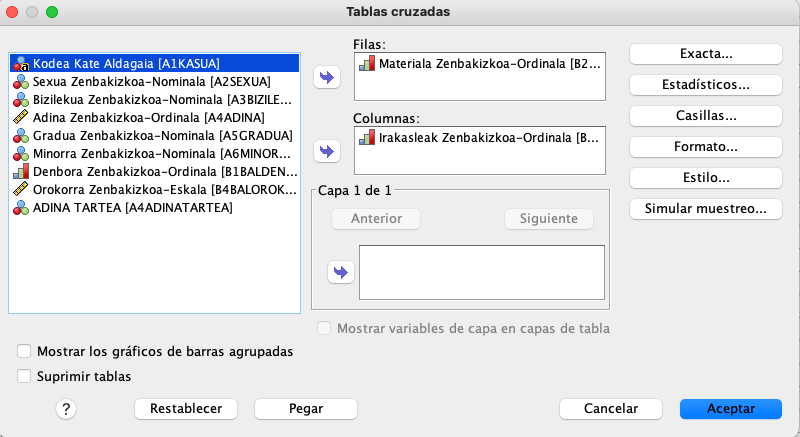 Tablas cruzadas
Kodea Kate Aldagaia [A1KASUA]
Sexua Zenbakizkoa-Nominala [A2SEXUA]
Bizilekua Zenbakizkoa-Nominala [A3BIZILE...
Adina Zenbakizkoa-Ordinala [A4ADINA]
Gradua Zenbakizkoa-Nominala [A5GRADUA]
Minorra Zenbakizkoa-Nominala [A6MINOR...
Denbora Zenbakizkoa-Ordinala [B1BALDEN...
Orokorra Zenbakizkoa-Eskala [B4BALOROK...
ADINA TARTEA [A4ADINATARTEA]
Filas:
Materiala Zenbakizkoa-Ordinala [B2...
Columnas:
Irakasleak Zenbakizkoa-Ordinala [B...
Capa 1 de 1
Anterior
Siguiente
Mostrar variables de capa en capas de tabla
Exacta...
Estadísticos...
Casillas...
Formato...
Estilo...
Simular muestreo...
Mostrar los gráficos de barras agrupadas
Suprimir tablas
?
Restablecer
Pegar
Cancelar
Aceptar